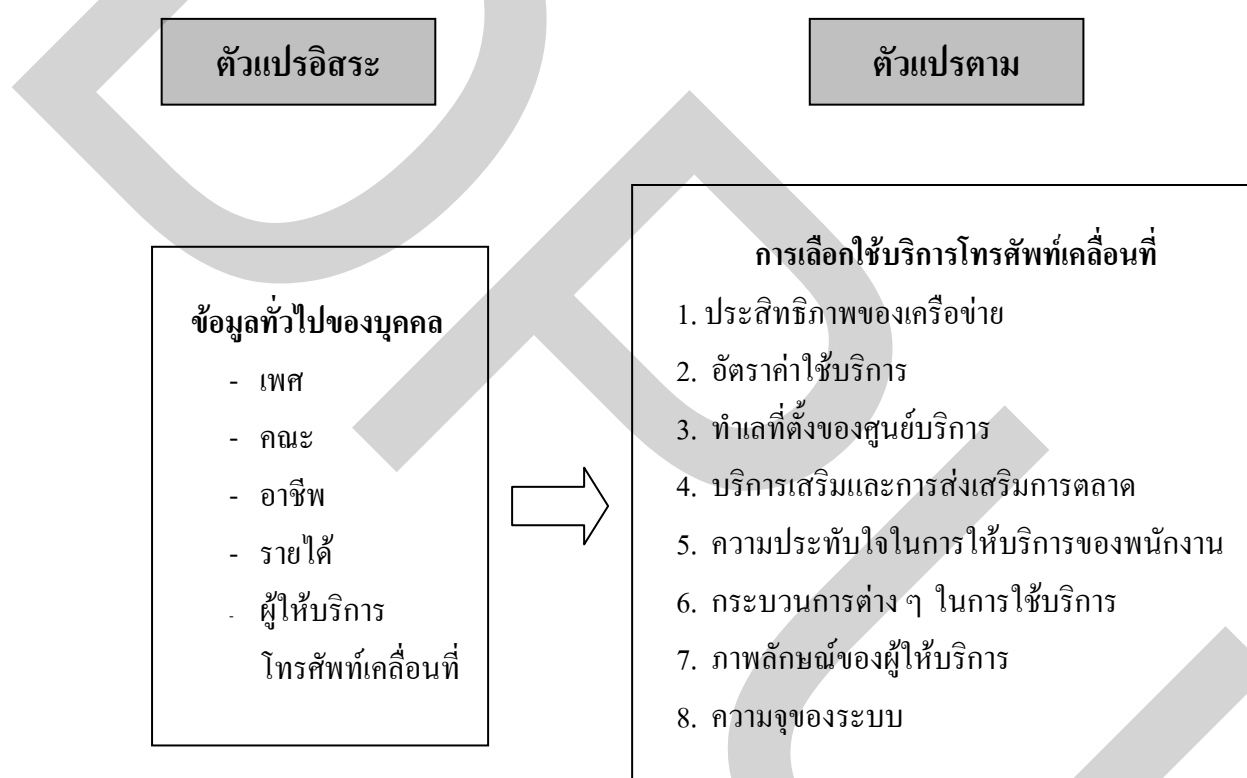 ตัวแปรอิสระ
ตัวแปรตาม
ข้อมูลทั่วไปของบุคคล
- เพศ
- คณะ
- อาชีพ
- รายได้
- ผู้ให้บริการ
โทรศัพท์เคลื่อนที่
การเลือกใช้บริการโทรศัพท์เคลื่อนที่
1. ประสิทธิภาพของเครือข่าย
2. อัตราค่าใช้บริการ
3. ทำเลที่ตั้งของศูนย์บริการ
4. บริการเสริมและการส่งเสริมการตลาด
5. ความประทับใจในการให้บริการของพนักงาน
6. กระบวนการต่าง ๆ ในการใช้บริการ
7. ภาพลักษณ์ของผู้ให้บริการ
8. ความจุของระบบ